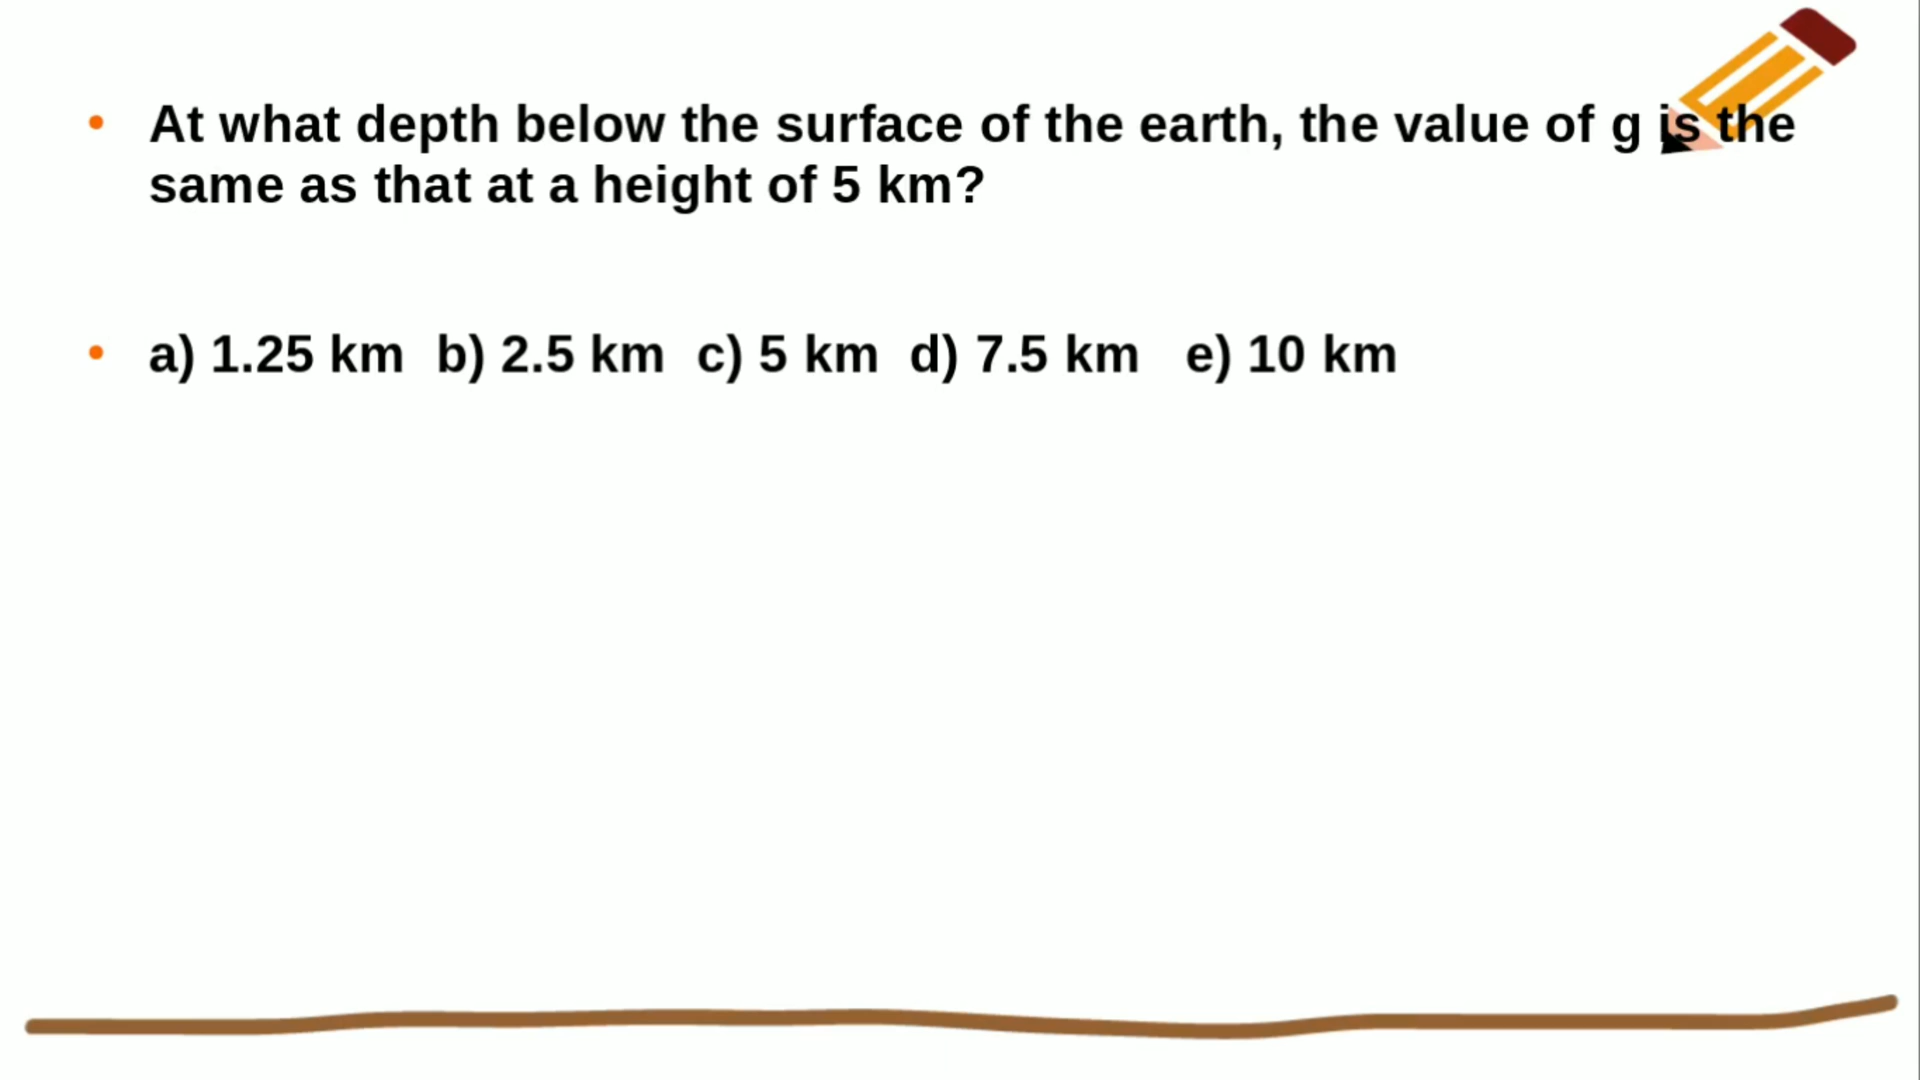 • At what depth below the surface of the earth, the value of g is the
same as that at a height of 5 km?
• a) 1.25 km b) 2.5 km c) 5 km d) 7.5 km e) 10 km